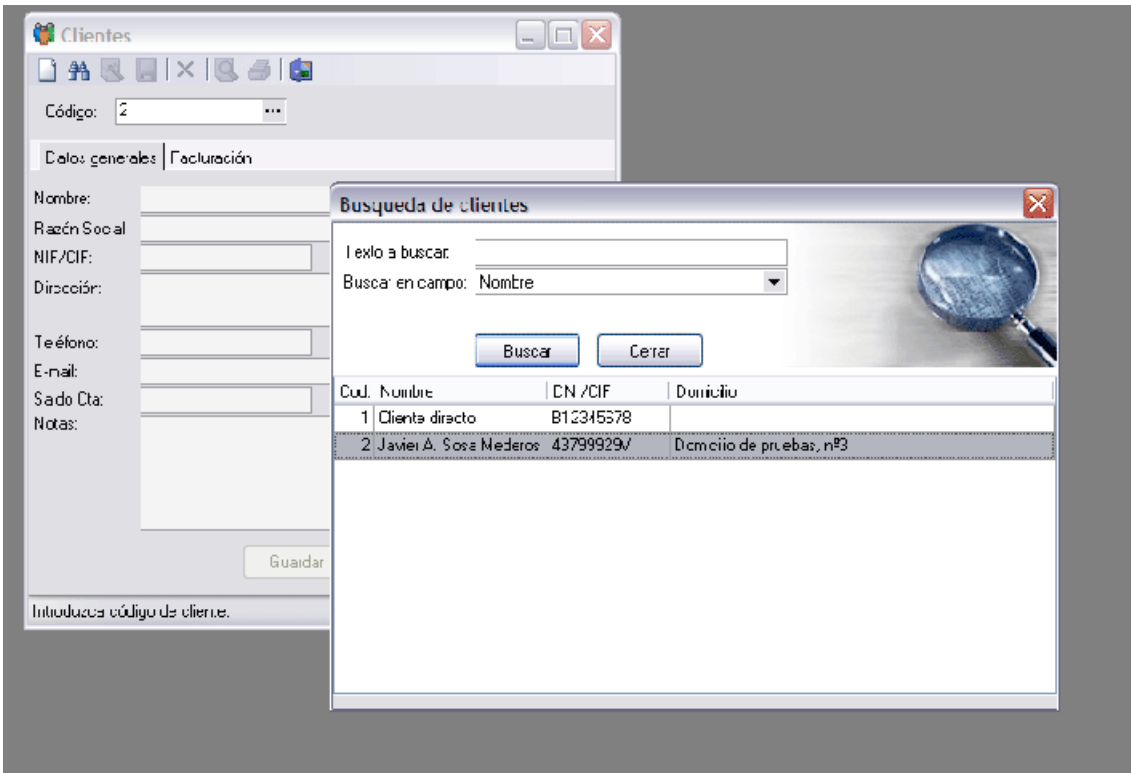 Clientes
Código: 2 ...
Datos generales Facturación
Nombre:
Razón Social
NIF/CIF:
Dirección:
Teléfono:
E-mail:
Saldo Cta:
Notas:
Guardar
Introduzca código de cliente.
Busqueda de clientes
Texto a buscar:
Buscar en campo: Nombre
Buscar Cerrar
Cod. Nombre DNI/CIF Domicilio
1 Cliente directo B12345678
2 Javier A. Sosa Mederos 43799929V Domicilio de pruebas, nº3